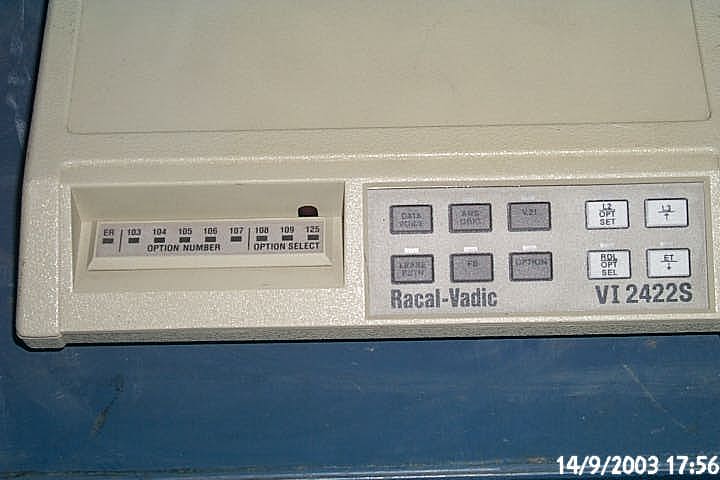 ER 103 104 105 106 107 108 109 125
OPTION NUMBER OPTION SELECT
DATA
VOICE
ANS
ORIG
V.21
L2
OPT
SET
L3
↑
LEASE
PSTN
FB
OPTION
RDL
OPT
SEL
ET
↓
Racal-Vadic VI 2422S
14/9/2003 17:56